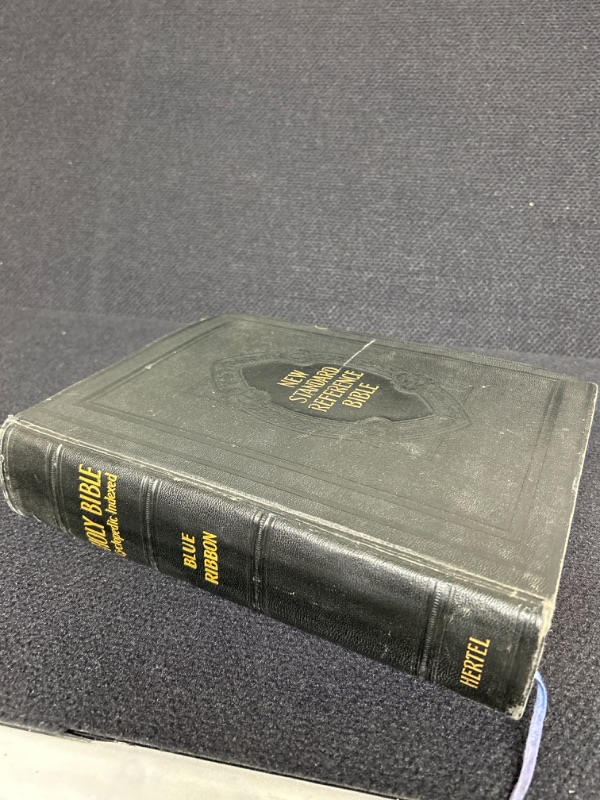 NEW
STANDARD
REFERENCE
BIBLE
HOLY BIBLE
Cyclopedic Indexed
BLUE
RIBBON
HERTEL